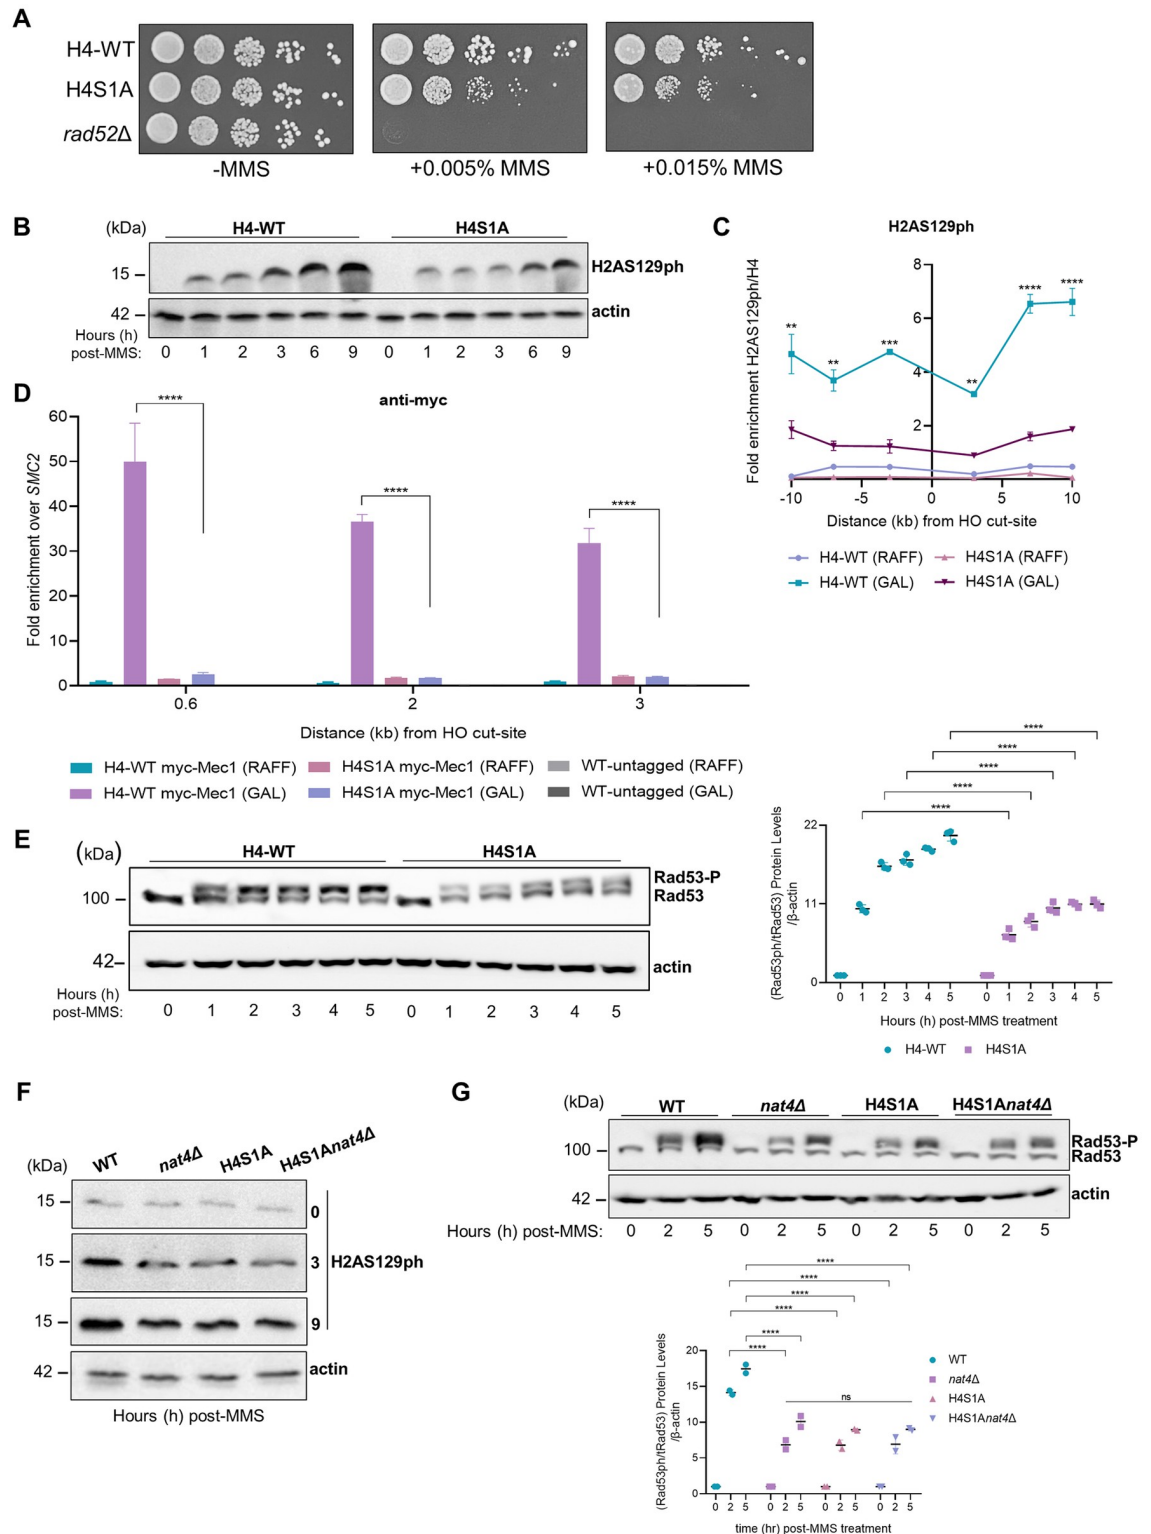 A
H4-WT
H4S1A
rad52Δ
-MMS
+0.005% MMS
+0.015% MMS
B
(kDa)
H4-WT
H4S1A
15
H2AS129ph
42
actin
Hours (h)
post-MMS:
0 1 2 3 6 9 0 1 2 3 6 9
C
H2AS129ph
Fold enrichment H2AS129ph/H4
8
6
4
2
** ** *** ** **** ****
-10 -5 0 5 10
Distance (kb) from HO cut-site
H4-WT (RAFF) H4S1A (RAFF)
H4-WT (GAL) H4S1A (GAL)
D
anti-myc
Fold enrichment over SMC2
60
50
40
30
20
10
0
**** **** ****
0.6 2 3
Distance (kb) from HO cut-site
H4-WT myc-Mec1 (RAFF) H4S1A myc-Mec1 (RAFF) WT-untagged (RAFF)
H4-WT myc-Mec1 (GAL) H4S1A myc-Mec1 (GAL) WT-untagged (GAL)
E
(kDa)
H4-WT
H4S1A
100
Rad53-P
Rad53
42
actin
Hours (h)
post-MMS:
0 1 2 3 4 5 0 1 2 3 4 5
****
****
****
****
****
(Rad53ph/tRad53) Protein Levels
/β-actin
22
11
0
0 1 2 3 4 5 0 1 2 3 4 5
Hours (h) post-MMS treatment
H4-WT H4S1A
F
(kDa)
WT nat4Δ H4S1A H4S1Anat4Δ
15 0
15 3
H2AS129ph
15 9
42
actin
Hours (h) post-MMS
G
(kDa)
WT nat4Δ H4S1A H4S1Anat4Δ
100
Rad53-P
Rad53
42
actin
Hours (h) post-MMS: 0 2 5 0 2 5 0 2 5 0 2 5
****
****
****
****
****
****
ns
(Rad53ph/tRad53) Protein Levels
/β-actin
20
15
10
5
0
0 2 5 0 2 5 0 2 5 0 2 5
time (hr) post-MMS treatment
WT
nat4Δ
H4S1A
H4S1Anat4Δ